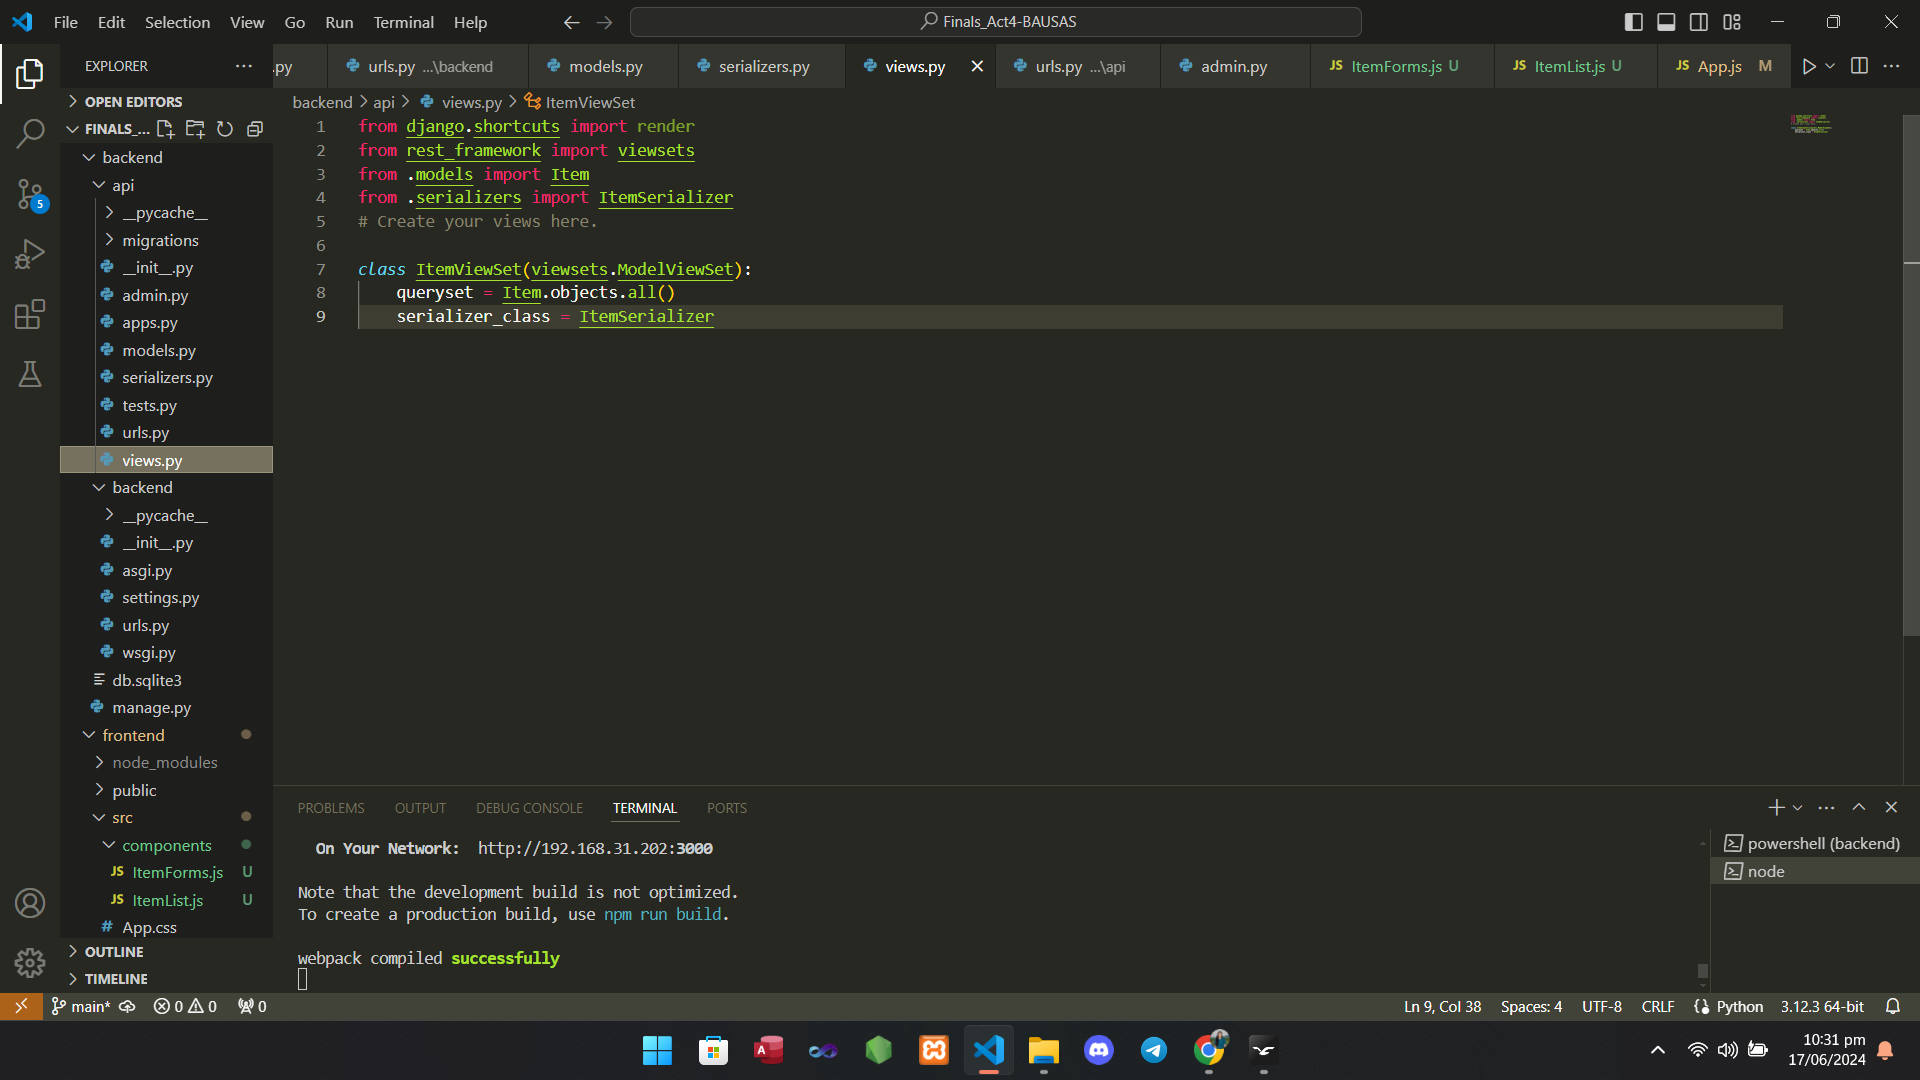 File Edit Selection View Go Run Terminal Help
Finals_Act4-BAUSAS
EXPLORER
.py
urls.py ...\backend
models.py
serializers.py
views.py
urls.py ...\api
admin.py
JS ItemForms.js U
JS ItemList.js U
JS App.js M
OPEN EDITORS
FINALS_...
backend
api
__pycache__
migrations
__init__.py
admin.py
apps.py
models.py
serializers.py
tests.py
urls.py
views.py
backend
__pycache__
__init__.py
asgi.py
settings.py
urls.py
wsgi.py
db.sqlite3
manage.py
frontend
node_modules
public
src
components
JS ItemForms.js U
JS ItemList.js U
# App.css
OUTLINE
TIMELINE
5
backend > api > views.py > ItemViewSet
1 from django.shortcuts import render
2 from rest_framework import viewsets
3 from .models import Item
4 from .serializers import ItemSerializer
5 # Create your views here.
6
7 class ItemViewSet(viewsets.ModelViewSet):
8 queryset = Item.objects.all()
9 serializer_class = ItemSerializer
PROBLEMS OUTPUT DEBUG CONSOLE TERMINAL PORTS
On Your Network: http://192.168.31.202:3000
Note that the development build is not optimized.
To create a production build, use npm run build.
webpack compiled successfully
powershell (backend)
node
main* 0 0 0
Ln 9, Col 38 Spaces: 4 UTF-8 CRLF Python 3.12.3 64-bit
10:31 pm
17/06/2024